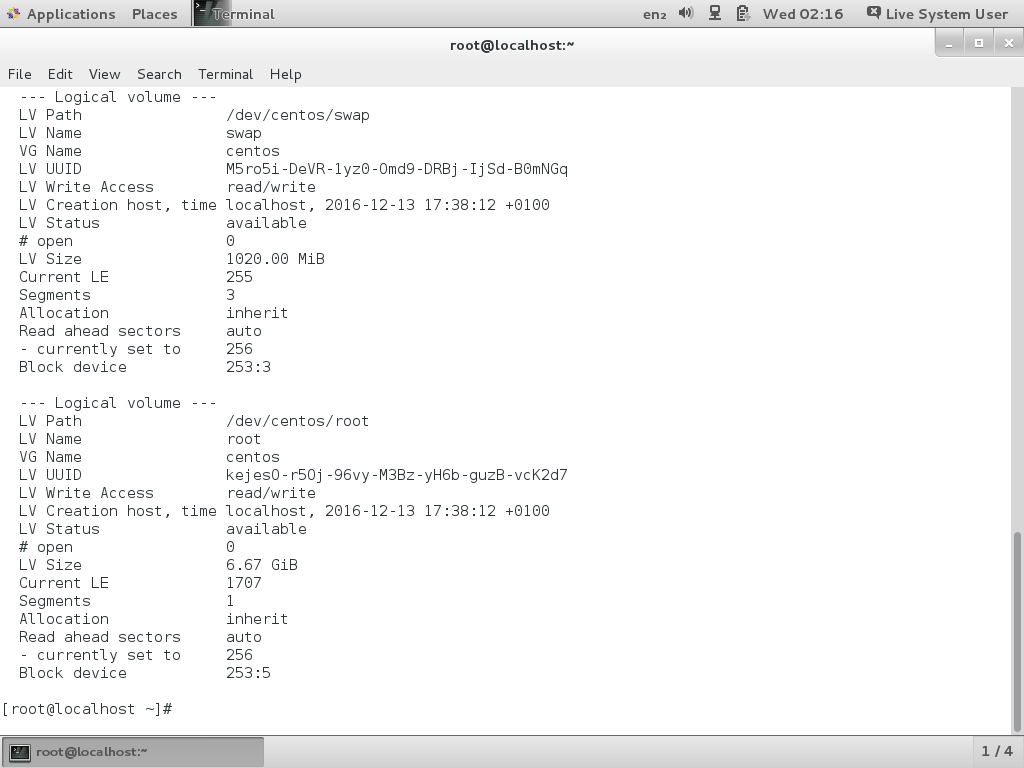 Applications Places Terminal en₂ Wed 02:16 Live System User
root@localhost:~
File Edit View Search Terminal Help
--- Logical volume ---
LV Path /dev/centos/swap
LV Name swap
VG Name centos
LV UUID M5ro5i-DeVR-1yz0-Omd9-DRBj-IjSd-B0mNGq
LV Write Access read/write
LV Creation host, time localhost, 2016-12-13 17:38:12 +0100
LV Status available
# open 0
LV Size 1020.00 MiB
Current LE 255
Segments 3
Allocation inherit
Read ahead sectors auto
- currently set to 256
Block device 253:3
--- Logical volume ---
LV Path /dev/centos/root
LV Name root
VG Name centos
LV UUID kejesO-r5Oj-96vy-M3Bz-yH6b-guzB-vcK2d7
LV Write Access read/write
LV Creation host, time localhost, 2016-12-13 17:38:12 +0100
LV Status available
# open 0
LV Size 6.67 GiB
Current LE 1707
Segments 1
Allocation inherit
Read ahead sectors auto
- currently set to 256
Block device 253:5
[root@localhost ~]#
root@localhost:~ 1 / 4